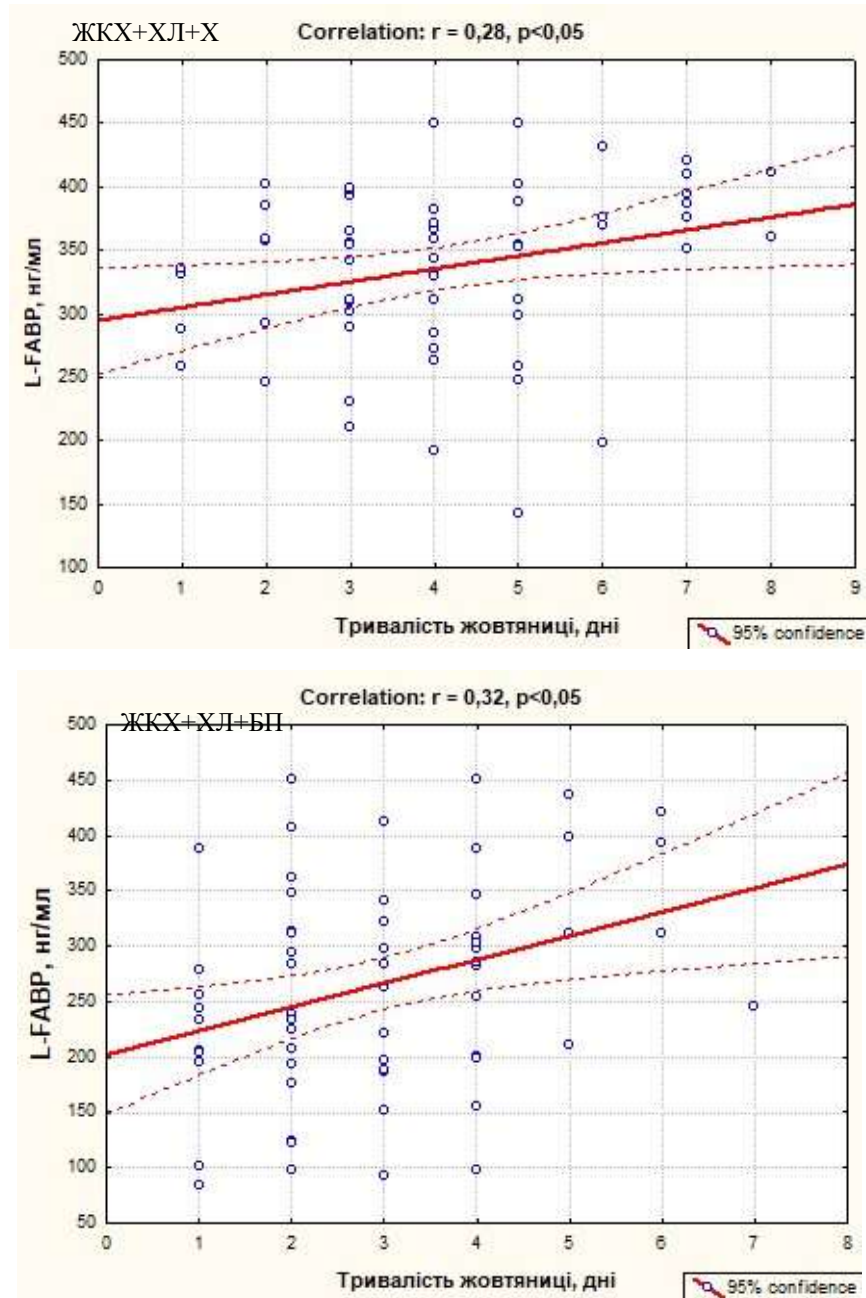 ЖКХ+ХЛ+Х
Correlation: r = 0,28, p<0,05
500
450
400
350
300
250
200
150
100
L-FABP, нг/мл
0 1 2 3 4 5 6 7 8 9
Тривалість жовтяниці, дні
95% confidence
Correlation: r = 0,32, p<0,05
ЖКХ+ХЛ+БП
500
450
400
350
300
250
200
150
100
50
L-FABP, нг/мл
0 1 2 3 4 5 6 7 8
Тривалість жовтяниці, дні
95% confidence